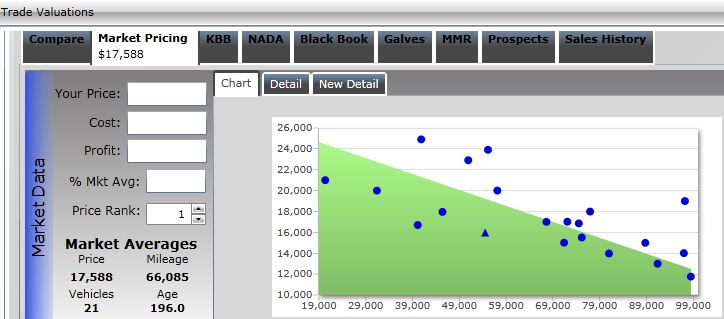 Trade Valuations
Compare
Market Pricing
$17,588
KBB
NADA
Black Book
Galves
MMR
Prospects
Sales History
Chart
Detail
New Detail
Market Data
Your Price:
Cost:
Profit:
% Mkt Avg:
Price Rank: 1
Market Averages
Price Mileage
17,588 66,085
Vehicles Age
21 196.0
26,000
24,000
22,000
20,000
18,000
16,000
14,000
12,000
10,000
19,000 29,000 39,000 49,000 59,000 69,000 79,000 89,000 99,000